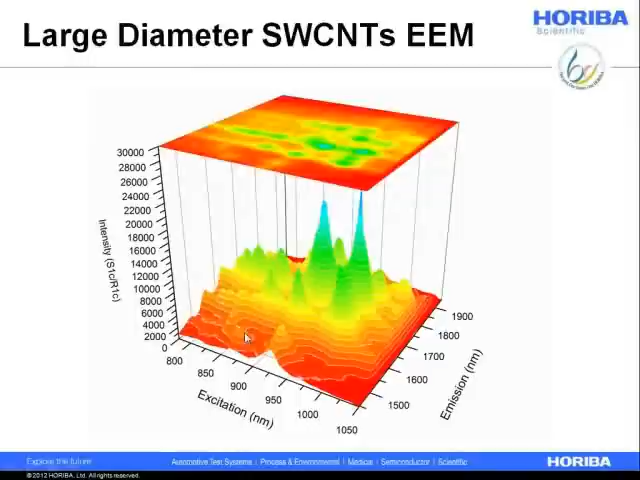 Large Diameter SWCNTs EEM
HORIBA
Scientific
30000
28000
26000
24000
22000
20000
18000
16000
14000
12000
10000
8000
6000
4000
2000
0
Intensity (S1c/R1c)
800
850
900
950
1000
1050
Excitation (nm)
1500
1600
1700
1800
1900
Emission (nm)
Explore the future
Automotive Test Systems | Process & Environmental | Medical | Semiconductor | Scientific
HORIBA
© 2012 HORIBA, Ltd. All rights reserved.